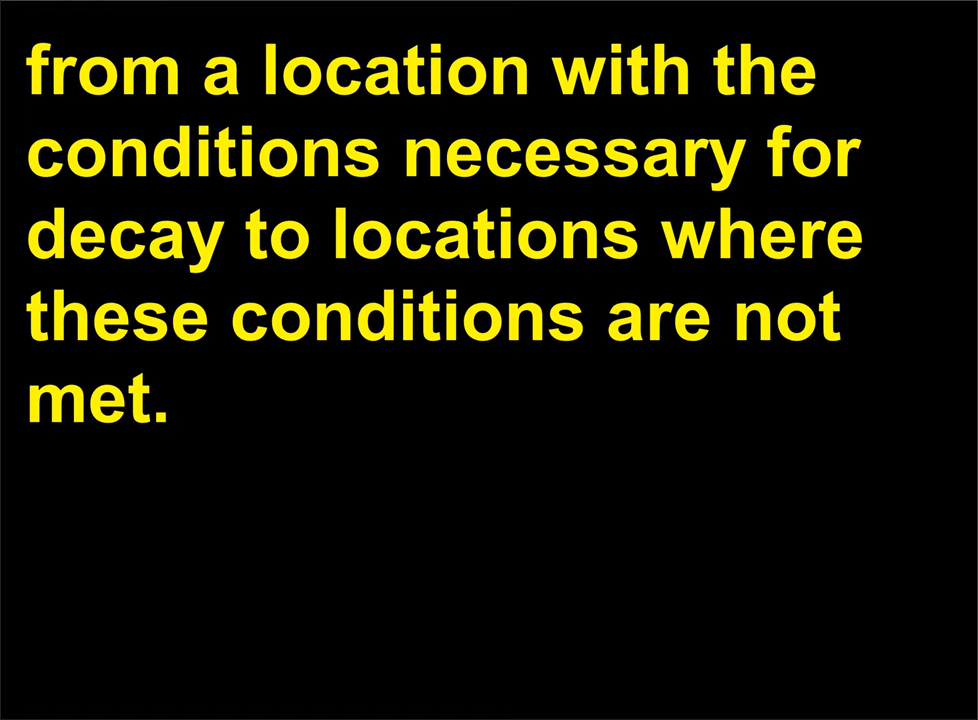 from a location with the
conditions necessary for
decay to locations where
these conditions are not
met.